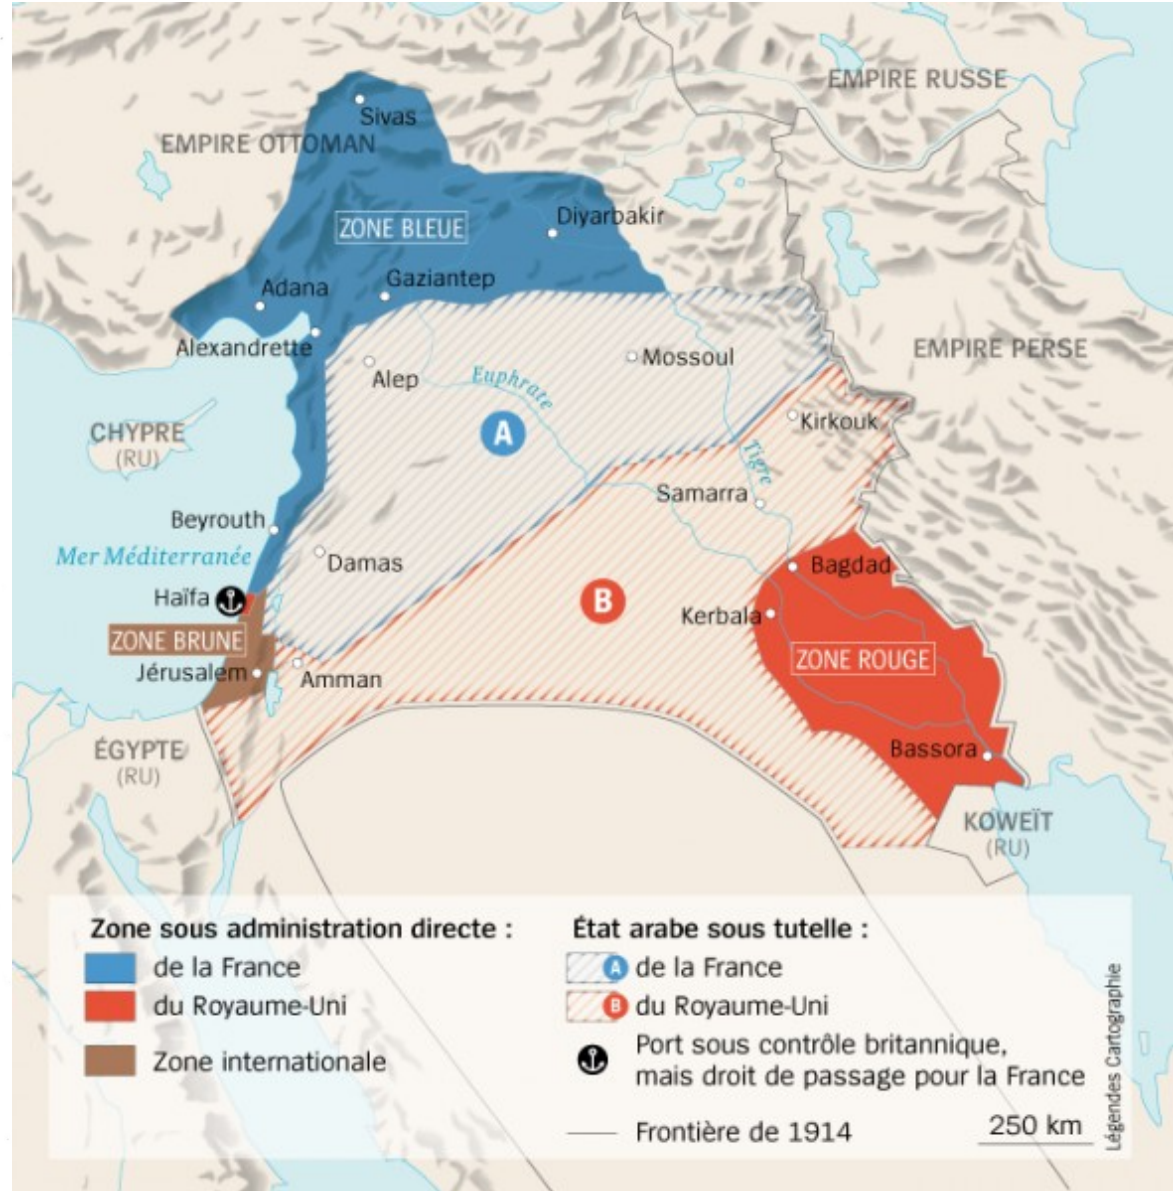 EMPIRE RUSSE
Sivas
EMPIRE OTTOMAN
ZONE BLEUE
Diyarbakir
Gaziantep
Adana
Alexandrette
Alep
Euphrate
Mossoul
EMPIRE PERSE
CHYPRE
(RU)
A
Kirkouk
Tigre
Samarra
Beyrouth
Mer Méditerranée
Damas
Bagdad
Haïfa
B
Kerbala
ZONE BRUNE
ZONE ROUGE
Jérusalem
Amman
ÉGYPTE
(RU)
Bassora
KOWEÏT
(RU)
Zone sous administration directe :
de la France
du Royaume-Uni
Zone internationale
État arabe sous tutelle :
A de la France
B du Royaume-Uni
Port sous contrôle britannique,
mais droit de passage pour la France
Frontière de 1914
250 km
Légendes Cartographie